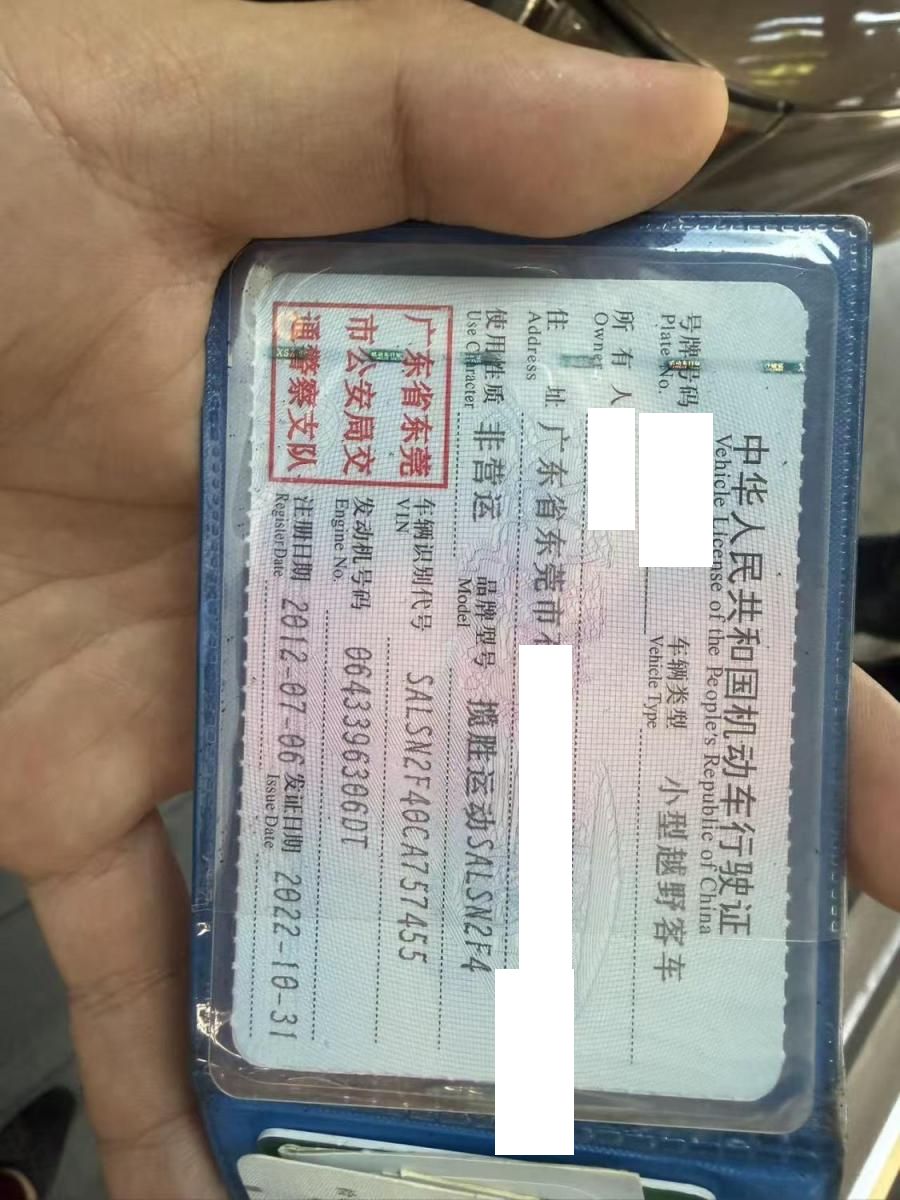 中华人民共和国机动车行驶证
Vehicle License of the People's Republic of China
号牌号码
Plate No.
车辆类型 小型越野客车
Vehicle Type
所有人
Owner
住址 广东省东莞市
Address
使用性质 非营运
Use Character
品牌型号 揽胜运动SALSN2F4
Model
广东省东莞
市公安局交
通警察支队
车辆识别代号 SALSN2F40CA757455
VIN
发动机号码 0643396306DT
Engine No.
注册日期 2012-07-06 发证日期 2022-10-31
Register Date Issue Date